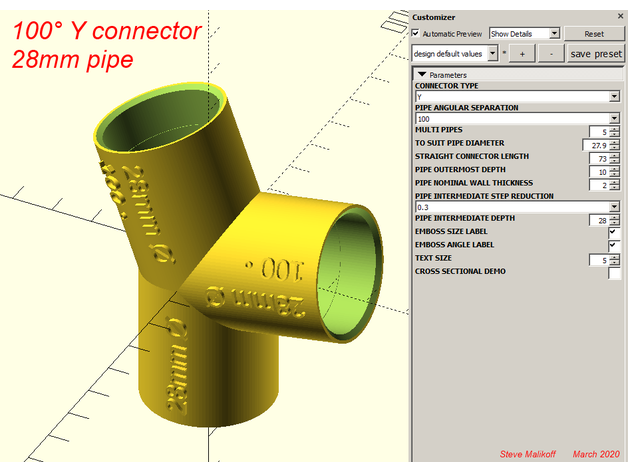 100° Y connector
28mm pipe
Customizer
Automatic Preview
Show Details
Reset
design default values
*
+
-
save preset
Parameters
CONNECTOR TYPE
Y
PIPE ANGULAR SEPARATION
100
MULTI PIPES 5
TO SUIT PIPE DIAMETER 27.9
STRAIGHT CONNECTOR LENGTH 73
PIPE OUTERMOST DEPTH 10
PIPE NOMINAL WALL THICKNESS 2
PIPE INTERMEDIATE STEP REDUCTION
0.3
PIPE INTERMEDIATE DEPTH 28
EMBOSS SIZE LABEL
EMBOSS ANGLE LABEL
TEXT SIZE 5
CROSS SECTIONAL DEMO
100 °
28mm Ø
100 °
28mm Ø
28mm Ø
Steve Malikoff March 2020